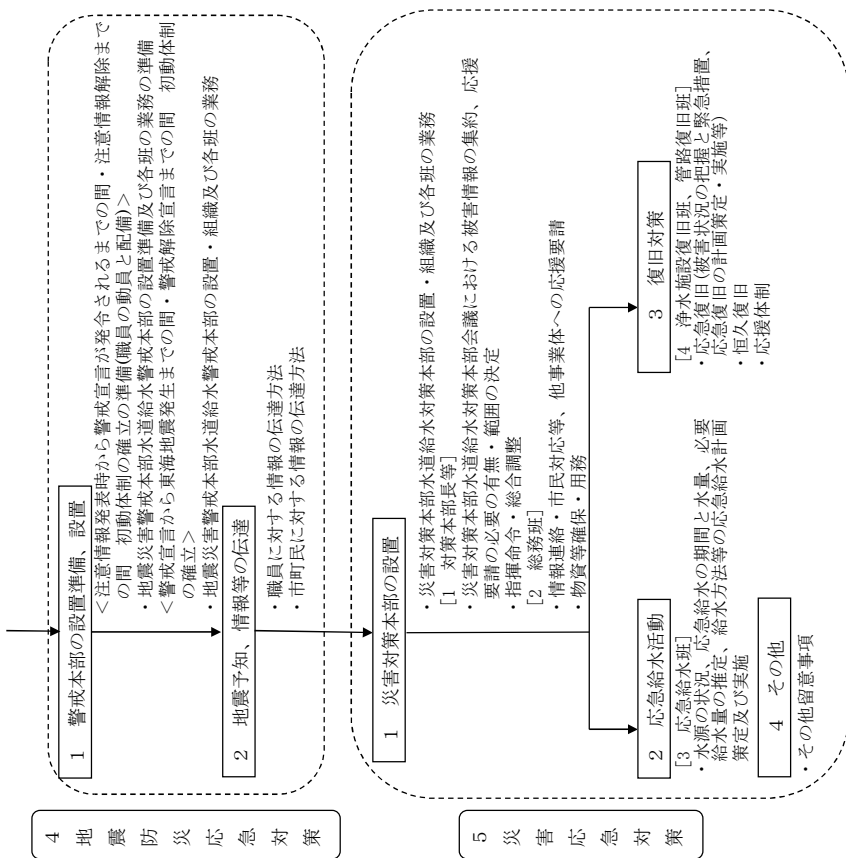 4 地震防災応急対策
1 警戒本部の設置準備、設置
＜注意情報発表時から警戒宣言が発令されるまでの間・注意情報解除まで
の間 初動体制の確立の準備(職員の動員と配備)＞
・地震災害警戒本部水道給水警戒本部の設置準備及び各班の業務の準備
＜警戒宣言から東海地震発生までの間・警戒解除宣言までの間 初動体制
の確立＞
・地震災害警戒本部水道給水警戒本部の設置・組織及び各班の業務
2 地震予知、情報等の伝達
・職員に対する情報の伝達方法
・市町民に対する情報の伝達方法
5 災害応急対策
1 災害対策本部の設置
・災害対策本部水道給水対策本部の設置・組織及び各班の業務
[1 対策本部長等]
・災害対策本部水道給水対策本部会議における被害情報の集約、応援
要請の必要の有無・範囲の決定
・指揮命令・総合調整
[2 総務班]
・情報連絡・市民対応等、他事業体への応援要請
・物資等確保・用務
2 応急給水活動
[3 応急給水班]
・水源の状況、応急給水の期間と水量、必要
給水量の推定、給水方法等の応急給水計画
策定及び実施
3 復旧対策
[4 浄水施設復旧班、管路復旧班]
・応急復旧(被害状況の把握と緊急措置、
応急復旧の計画策定・実施等)
・恒久復旧
・応援体制
4 その他
・その他留意事項